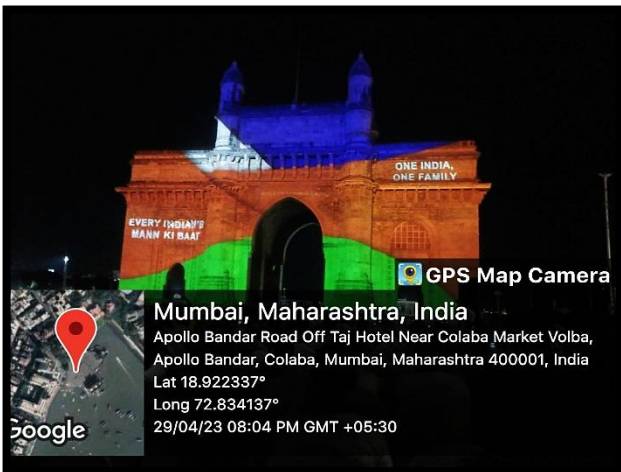 ONE INDIA,
ONE FAMILY
EVERY INDIAN'S
MANN KI BAAT
GPS Map Camera
Mumbai, Maharashtra, India
Apollo Bandar Road Off Taj Hotel Near Colaba Market Volba,
Apollo Bandar, Colaba, Mumbai, Maharashtra 400001, India
Lat 18.922337°
Long 72.834137°
29/04/23 08:04 PM GMT +05:30
Google